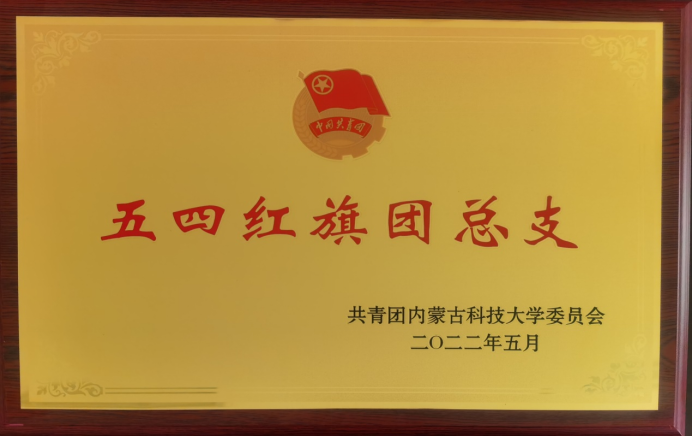 中国共青团
五四红旗团总支
共青团内蒙古科技大学委员会
二〇二二年五月